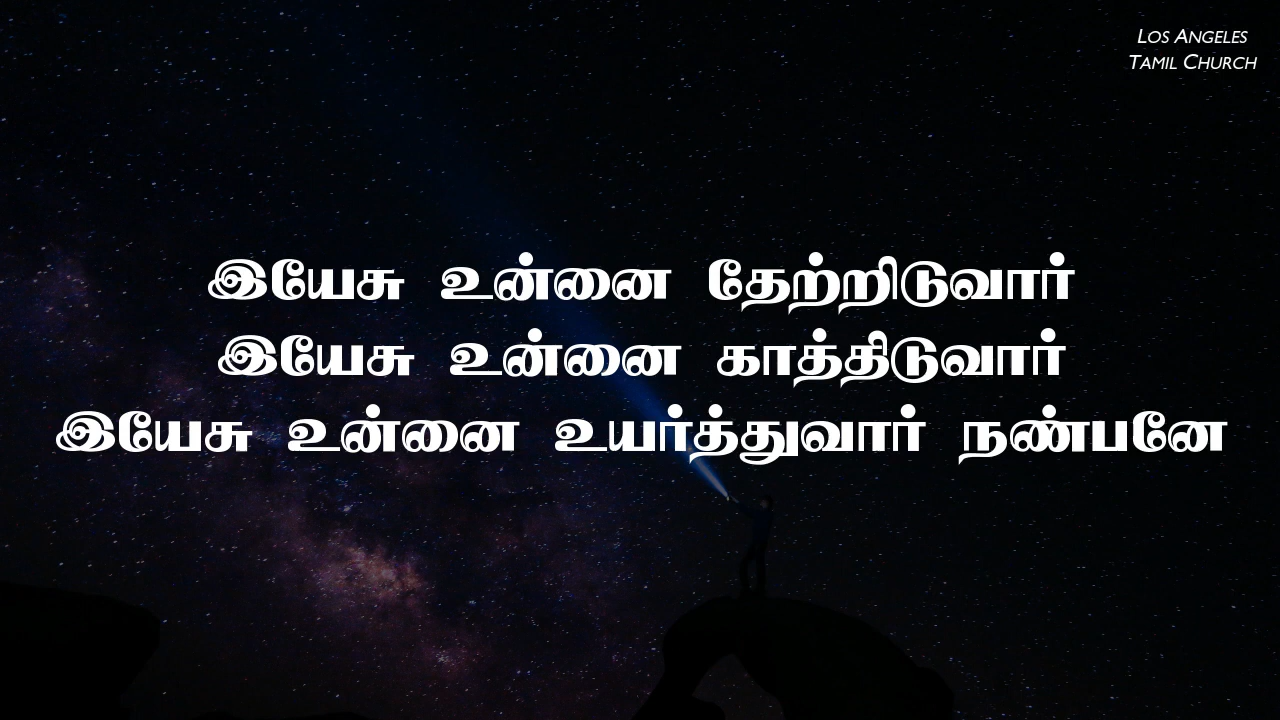 Los Angeles
Tamil Church
இயேசு உன்னை தேற்றிடுவார்
இயேசு உன்னை காத்திடுவார்
இயேசு உன்னை உயர்த்துவார் நண்பனே